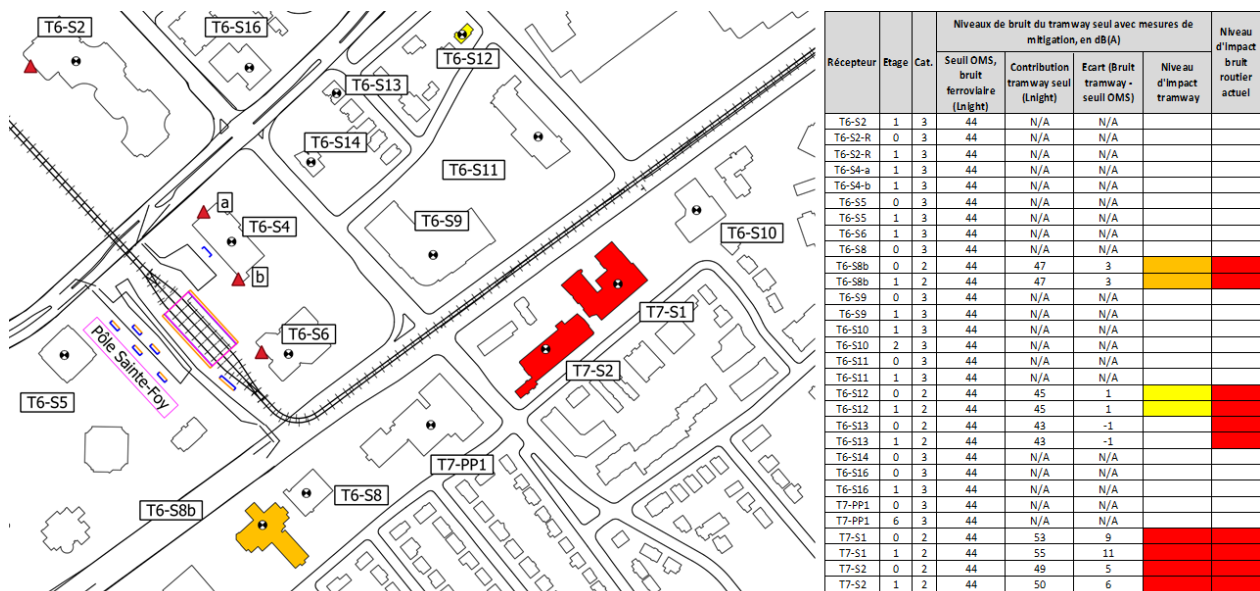 T6-S2
T6-S16
T6-S12
T6-S13
T6-S14
T6-S11
a
T6-S4
T6-S9
T6-S10
b
T6-S6
T7-S1
Pôle Sainte-Foy
T7-S2
T6-S5
T7-PP1
T6-S8
T6-S8b
Récepteur Etage Cat. Niveaux de bruit du tramway seul avec mesures de mitigation, en dB(A) Niveau d'impact bruit routier actuel
Seuil OMS, bruit ferroviaire (Lnight) Contribution tramway seul (Lnight) Ecart (Bruit tramway - seuil OMS) Niveau d'impact tramway
T6-S2 1 3 44 N/A N/A
T6-S2-R 0 3 44 N/A N/A
T6-S2-R 1 3 44 N/A N/A
T6-S4-a 1 3 44 N/A N/A
T6-S4-b 1 3 44 N/A N/A
T6-S5 0 3 44 N/A N/A
T6-S5 1 3 44 N/A N/A
T6-S6 1 3 44 N/A N/A
T6-S8 0 3 44 N/A N/A
T6-S8b 0 2 44 47 3
T6-S8b 1 2 44 47 3
T6-S9 0 3 44 N/A N/A
T6-S9 1 3 44 N/A N/A
T6-S10 1 3 44 N/A N/A
T6-S10 2 3 44 N/A N/A
T6-S11 0 3 44 N/A N/A
T6-S11 1 3 44 N/A N/A
T6-S12 0 2 44 45 1
T6-S12 1 2 44 45 1
T6-S13 0 2 44 43 -1
T6-S13 1 2 44 43 -1
T6-S14 0 3 44 N/A N/A
T6-S16 0 3 44 N/A N/A
T6-S16 1 3 44 N/A N/A
T7-PP1 0 3 44 N/A N/A
T7-PP1 6 3 44 N/A N/A
T7-S1 0 2 44 53 9
T7-S1 1 2 44 55 11
T7-S2 0 2 44 49 5
T7-S2 1 2 44 50 6